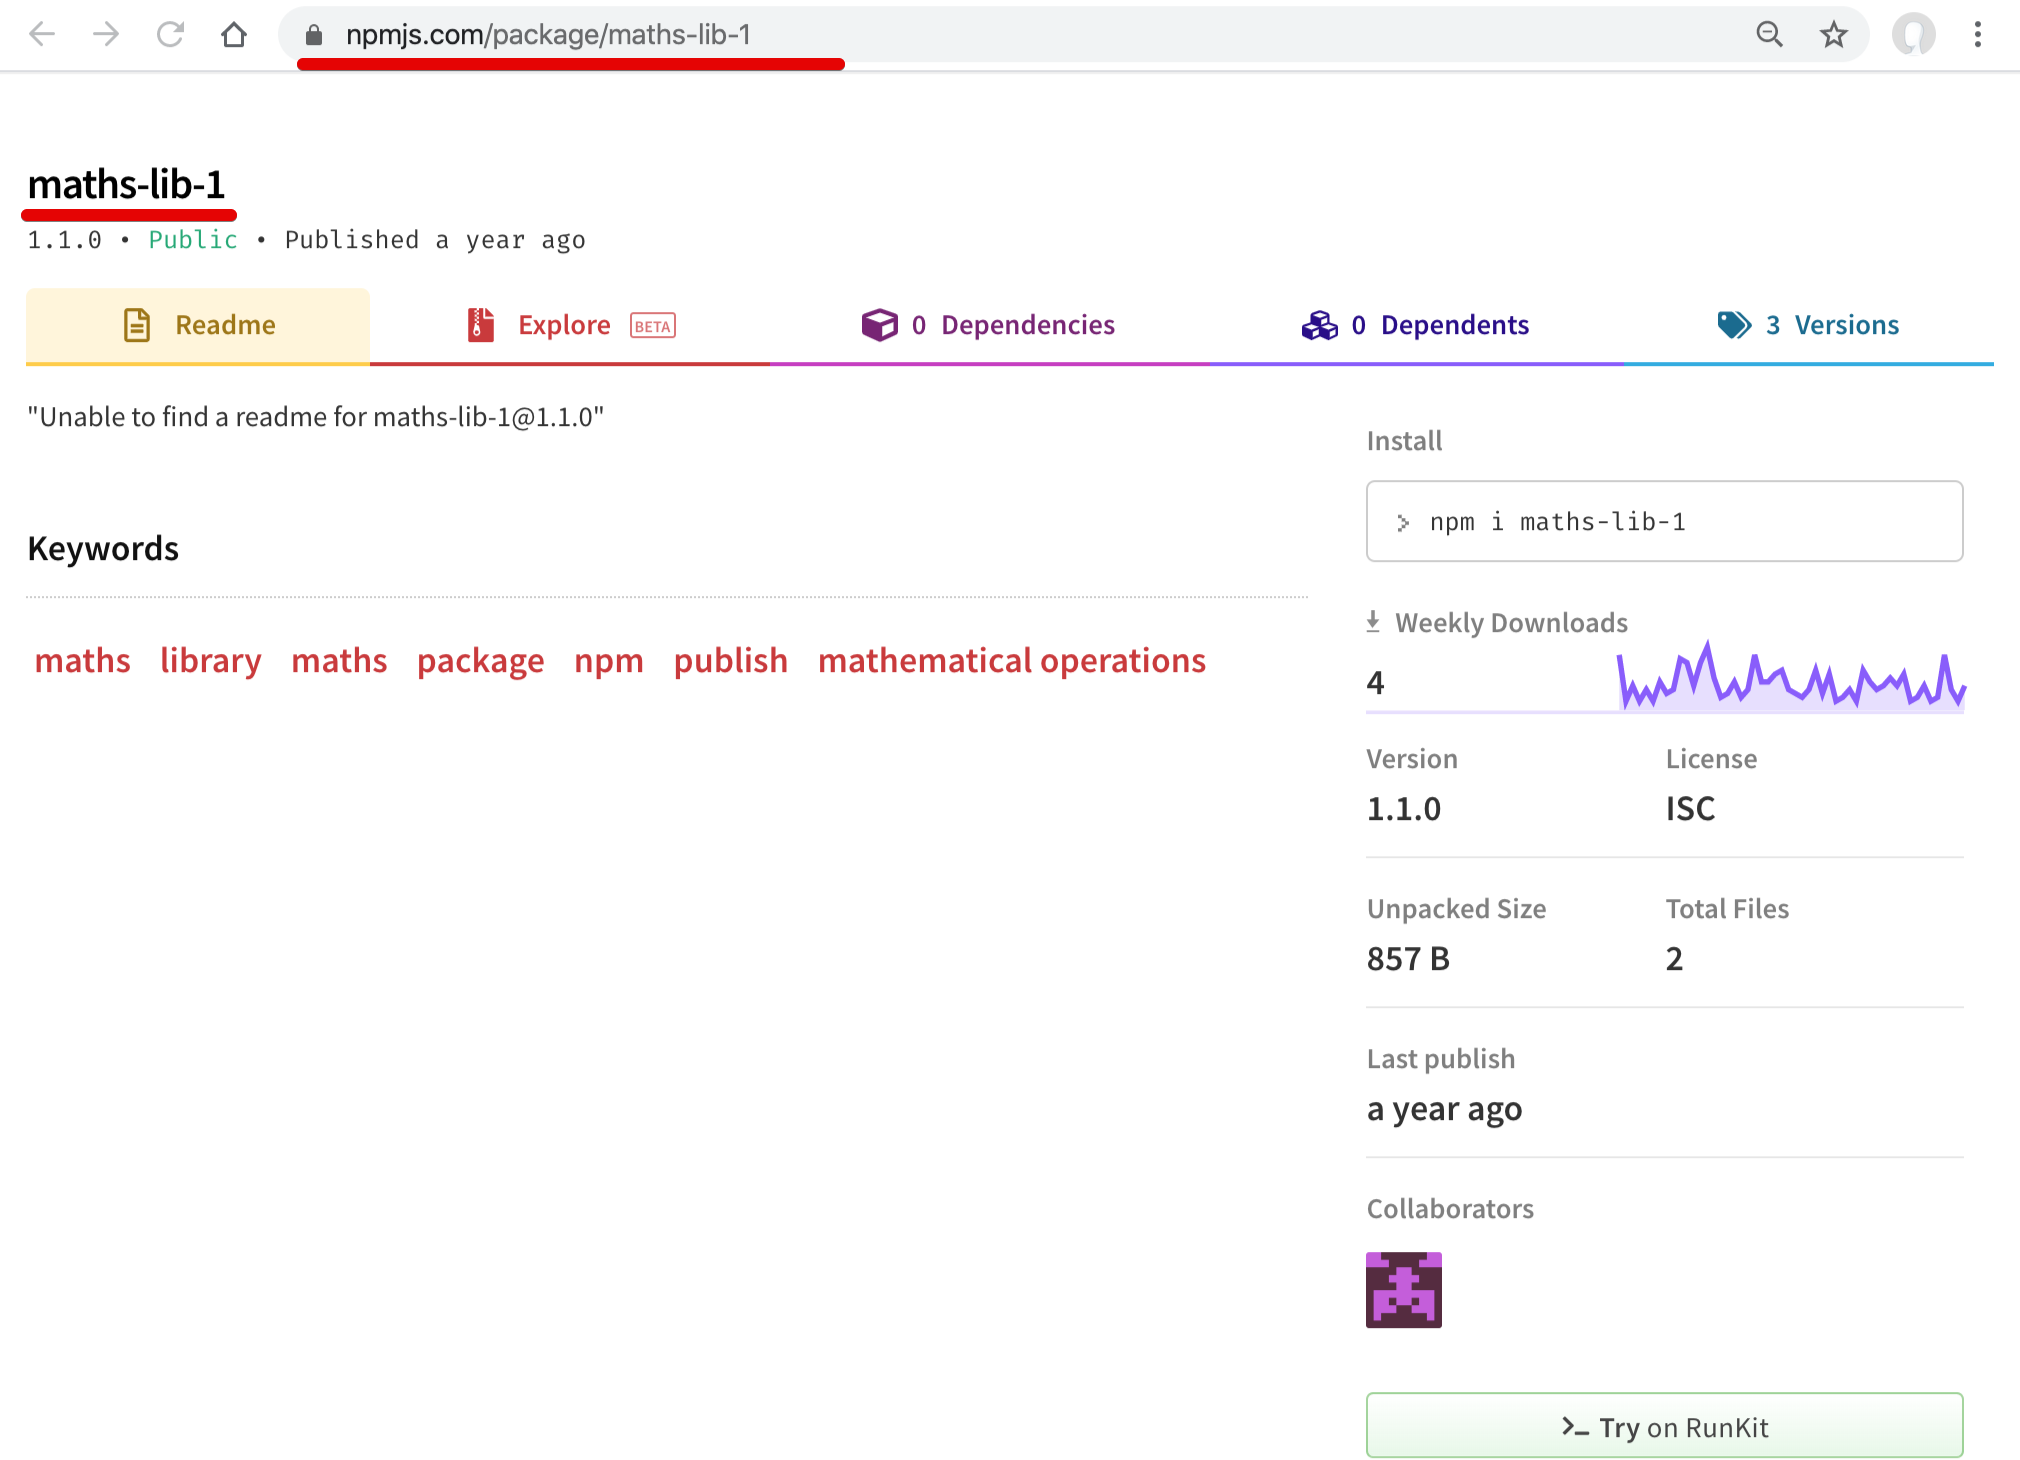 npmjs.com/package/maths-lib-1
maths-lib-1
1.1.0 • Public • Published a year ago
Readme
Explore BETA
0 Dependencies
0 Dependents
3 Versions
"Unable to find a readme for maths-lib-1@1.1.0"
Keywords
maths library maths package npm publish mathematical operations
Install
> npm i maths-lib-1
Weekly Downloads
4
Version
1.1.0
License
ISC
Unpacked Size
857 B
Total Files
2
Last publish
a year ago
Collaborators
Try on RunKit